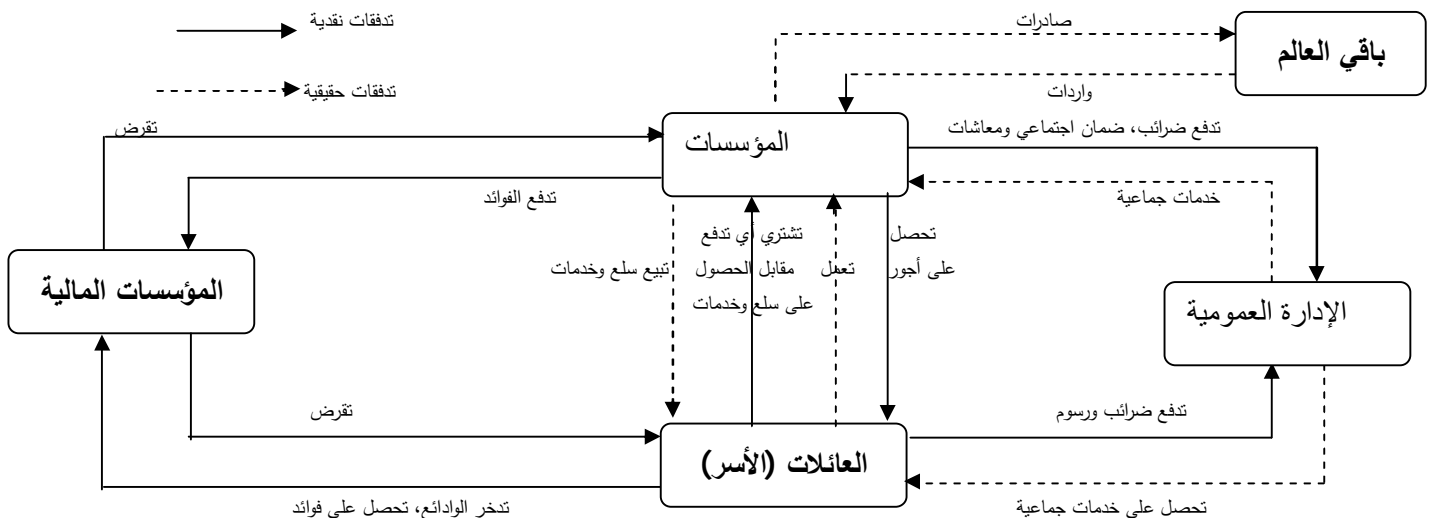 تدفقات نقدية
صادرات
باقي العالم
تدفقات حقيقية
واردات
تقرض
المؤسسات
تدفع ضرائب، ضمان اجتماعي ومعاشات
تدفع الفوائد
خدمات جماعية
تشتري أي تدفع
تحصل
المؤسسات المالية
تبيع سلع وخدمات
مقابل الحصول
تعمل
على أجور
على سلع وخدمات
الإدارة العمومية
تقرض
تدفع ضرائب ورسوم
العائلات (الأسر)
تدخر الوادائع، تحصل على فوائد
تحصل على خدمات جماعية